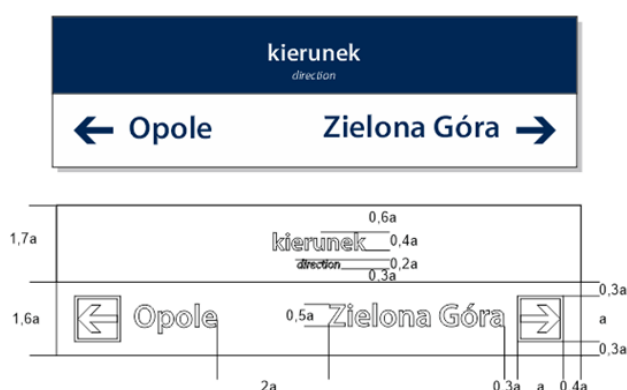 kierunek
direction
Opole Zielona Góra
0,6a
1,7a kierunek 0,4a
direction 0,2a
0,3a
0,3a
1,6a Opole 0,5a Zielona Góra a
0,3a
2a 0,3a a 0,4a